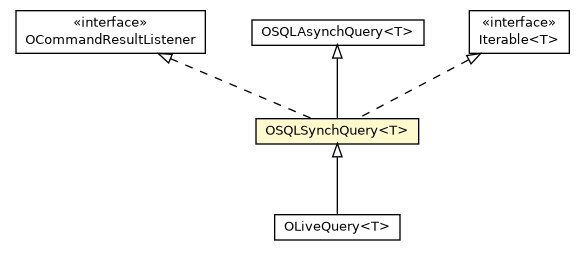 «interface»
OCommandResultListener
OSQLAsynchQuery<T>
«interface»
Iterable<T>
OSQLSynchQuery<T>
OLiveQuery<T>